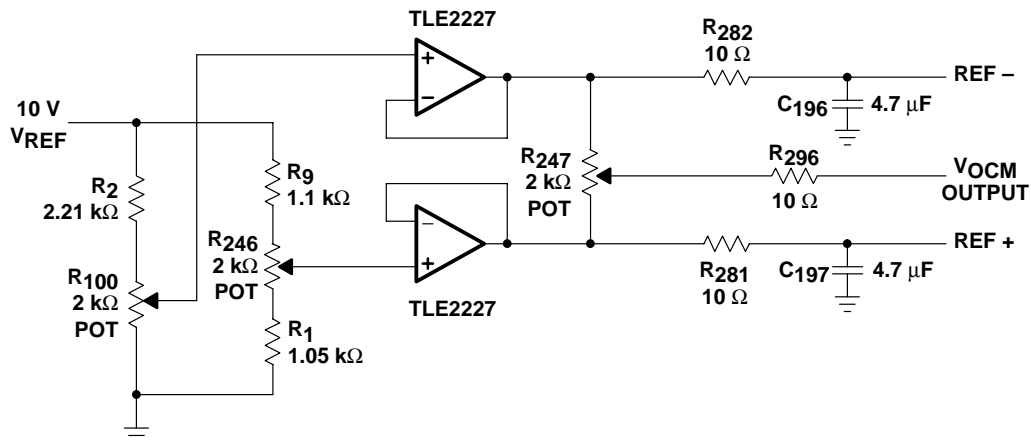 TLE2227
+
−
R282
10 Ω
REF −
C196
4.7 μF
10 V
VREF
R2
2.21 kΩ
R9
1.1 kΩ
R247
2 kΩ
POT
R296
10 Ω
VOCM
OUTPUT
R100
2 kΩ
POT
R246
2 kΩ
POT
−
+
TLE2227
R281
10 Ω
REF +
C197
4.7 μF
R1
1.05 kΩ